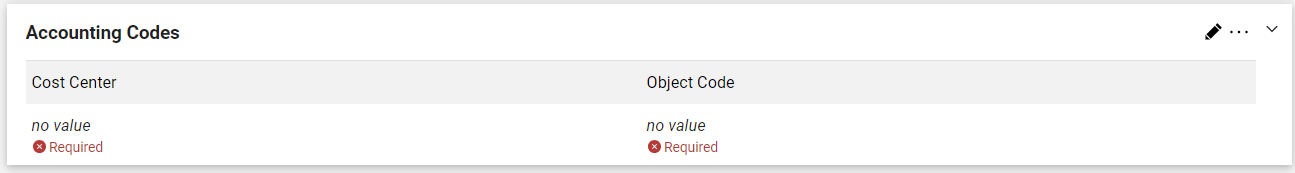 Accounting Codes
Cost Center Object Code
no value no value
Required Required